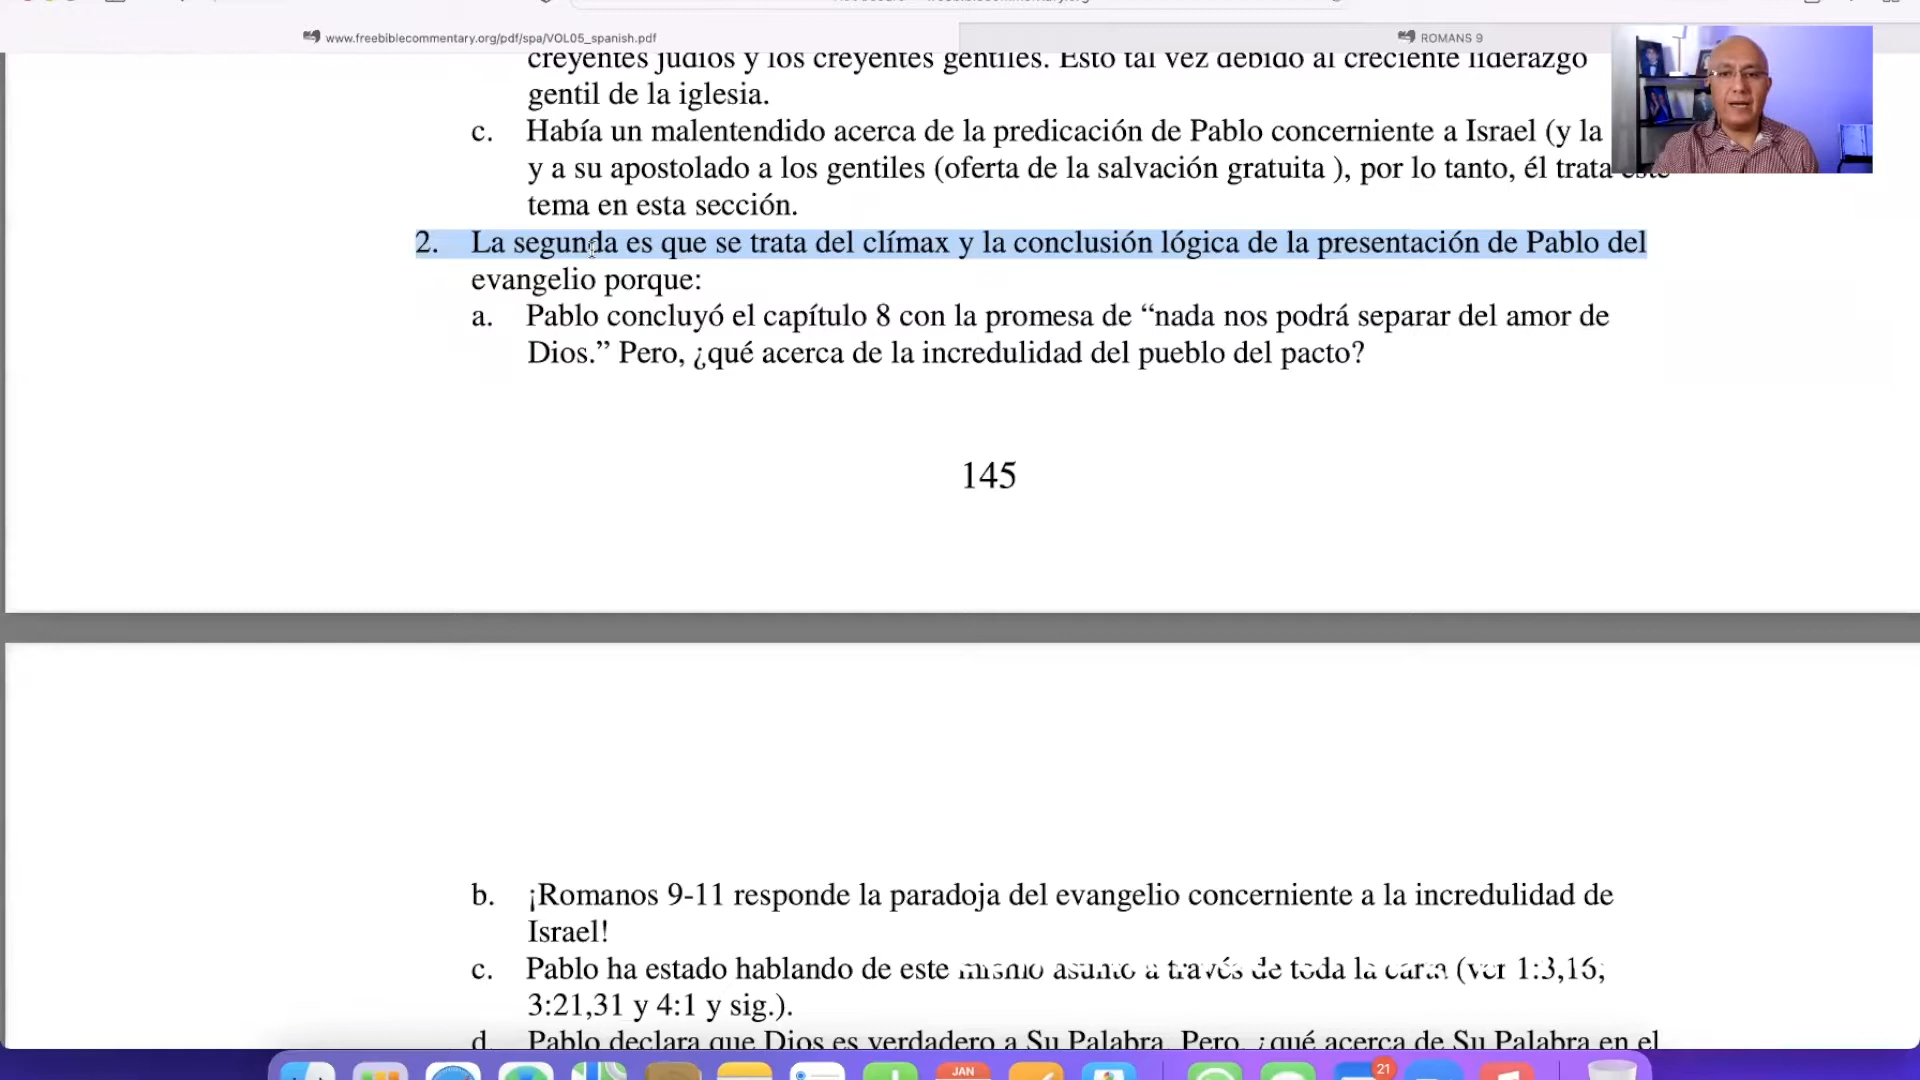 www.freebiblecommentary.org/pdf/spa/VOL05_spanish.pdf
ROMANS 9
creyentes judíos y los creyentes gentiles. Esto tal vez debido al creciente liderazgo
gentil de la iglesia.
c. Había un malentendido acerca de la predicación de Pablo concerniente a Israel (y la
y a su apostolado a los gentiles (oferta de la salvación gratuita ), por lo tanto, él trata este
tema en esta sección.
2. La segunda es que se trata del clímax y la conclusión lógica de la presentación de Pablo del
evangelio porque:
a. Pablo concluyó el capítulo 8 con la promesa de “nada nos podrá separar del amor de
Dios.” Pero, ¿qué acerca de la incredulidad del pueblo del pacto?
145
b. ¡Romanos 9-11 responde la paradoja del evangelio concerniente a la incredulidad de
Israel!
c. Pablo ha estado hablando de este mismo asunto a través de toda la carta (ver 1:3,16;
3:21,31 y 4:1 y sig.).
d. Pablo declara que Dios es verdadero a Su Palabra. Pero, ¿qué acerca de Su Palabra en el
JAN
21